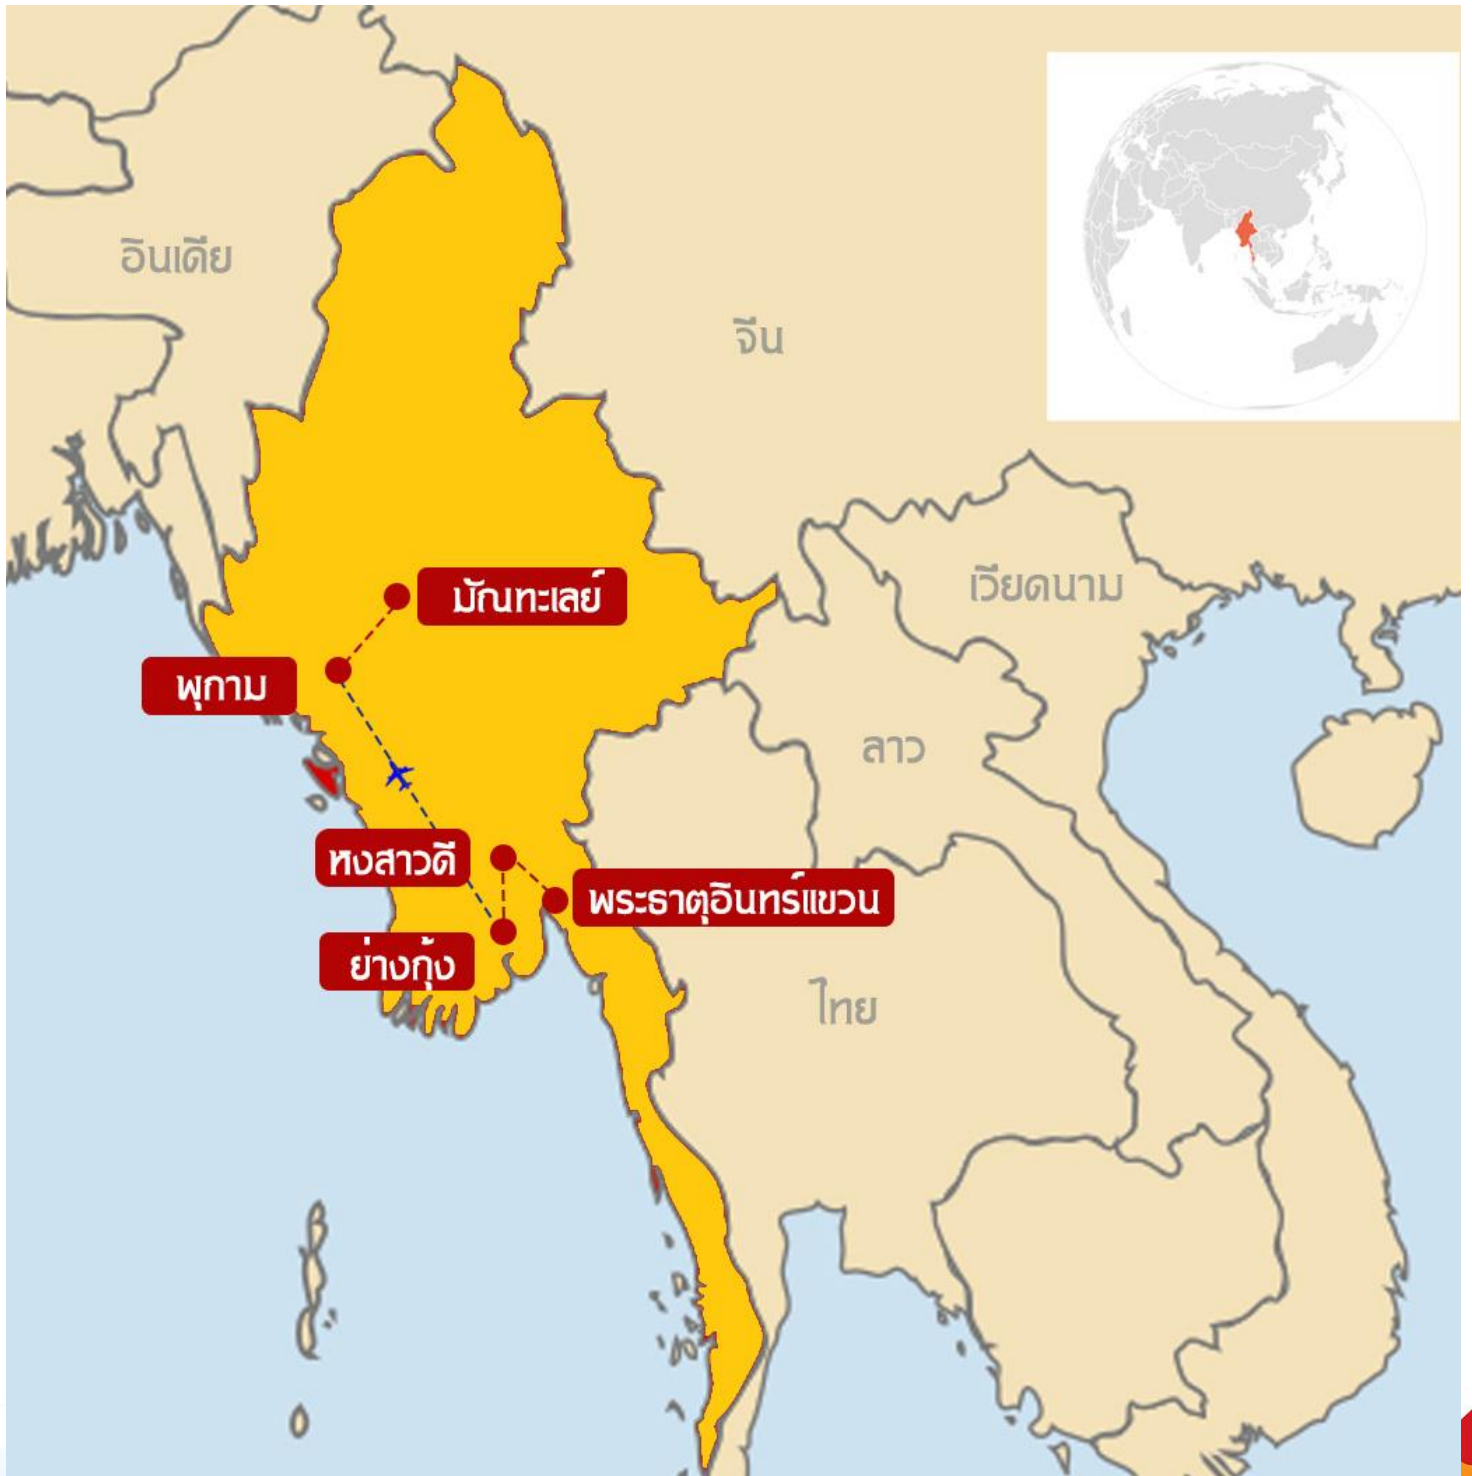 อินเดีย
จีน
เวียดนาม
มัณฑะเลย์
พุกาม
ลาว
หงสาวดี
พระธาตุอินทร์แขวน
ย่างกุ้ง
ไทย